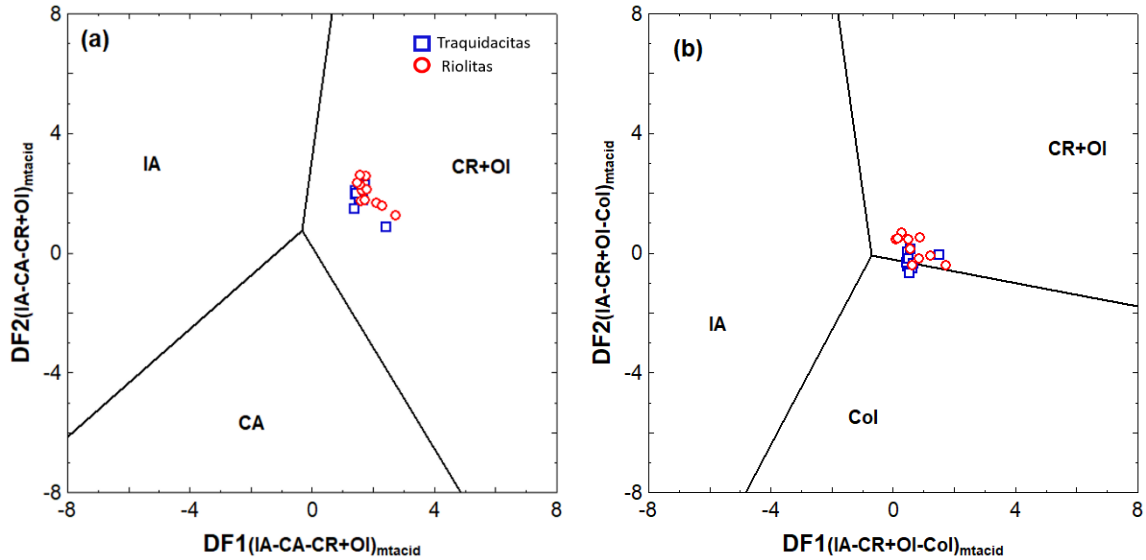 (a)
Traquidacitas
Riolitas
IA
CR+OI
CA
8
4
0
-4
-8
-8
-4
0
4
8
DF2(IA-CA-CR+OI)mtacid
DF1(IA-CA-CR+OI)mtacid
(b)
CR+OI
IA
Col
8
4
0
-4
-8
-8
-4
0
4
8
DF2(IA-CR+OI-Col)mtacid
DF1(IA-CR+OI-Col)mtacid